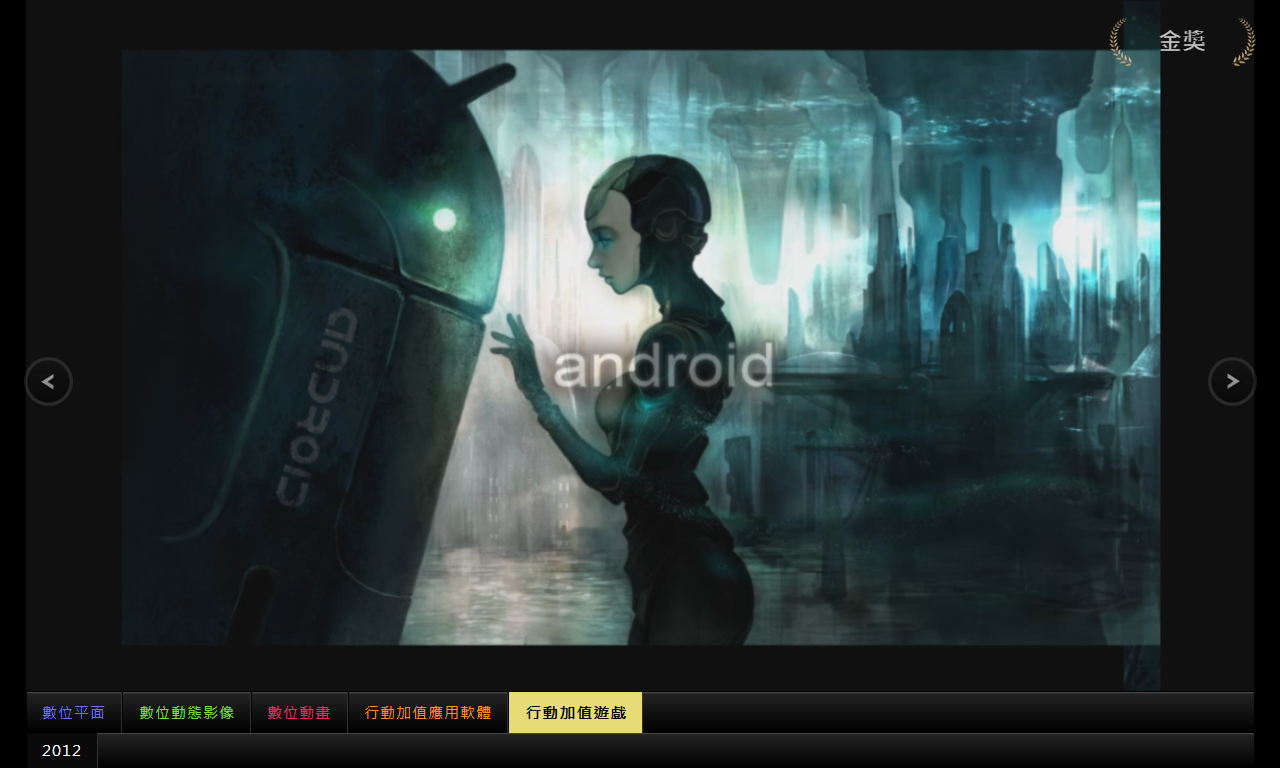 金獎
android
android
數位平面
數位動態影像
數位動畫
行動加值應用軟體
行動加值遊戲
2012